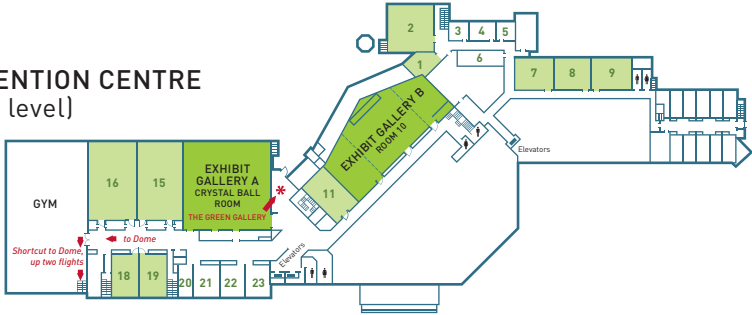 ENTION CENTRE
level)
2
3
4
5
1
6
7
8
9
EXHIBIT GALLERY B
ROOM 10
Elevators
16
15
EXHIBIT
GALLERY A
CRYSTAL BALL
ROOM
THE GREEN GALLERY
*
11
GYM
to Dome
Shortcut to Dome,
up two flights
Elevators
18
19
20
21
22
23